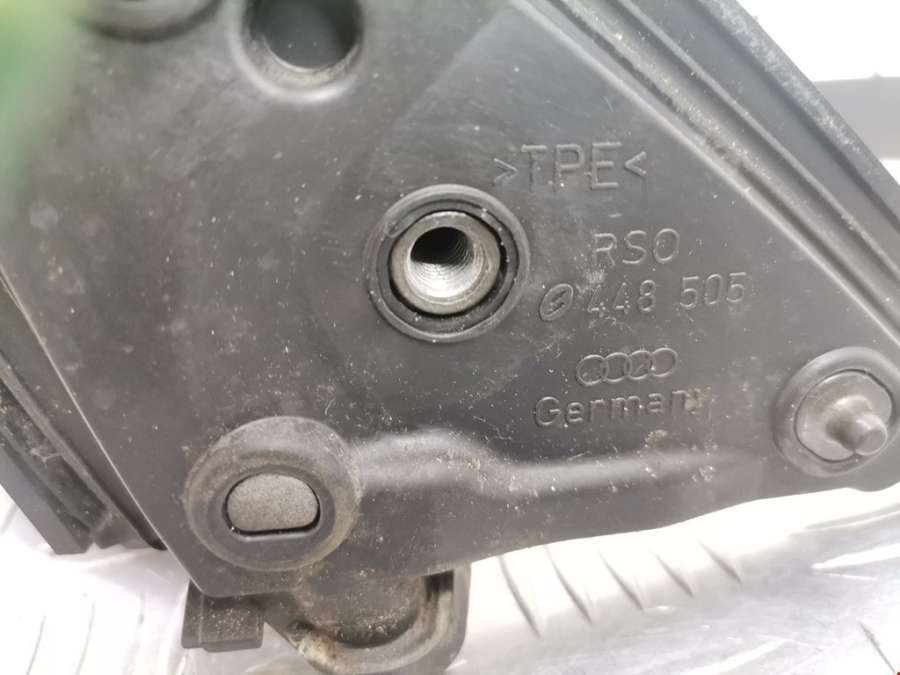 >TPE<
RSO
448 505
Germany